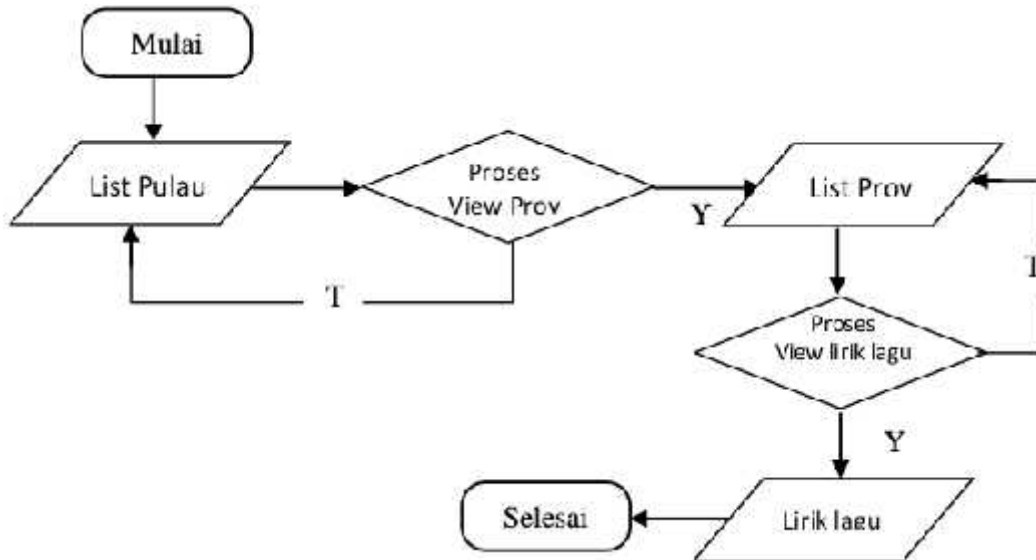 Mulai
List Pulau
Proses
View Prov
Y
List Prov
T
T
Proses
View lirik lagu
Y
Selesai
Lirik lagu